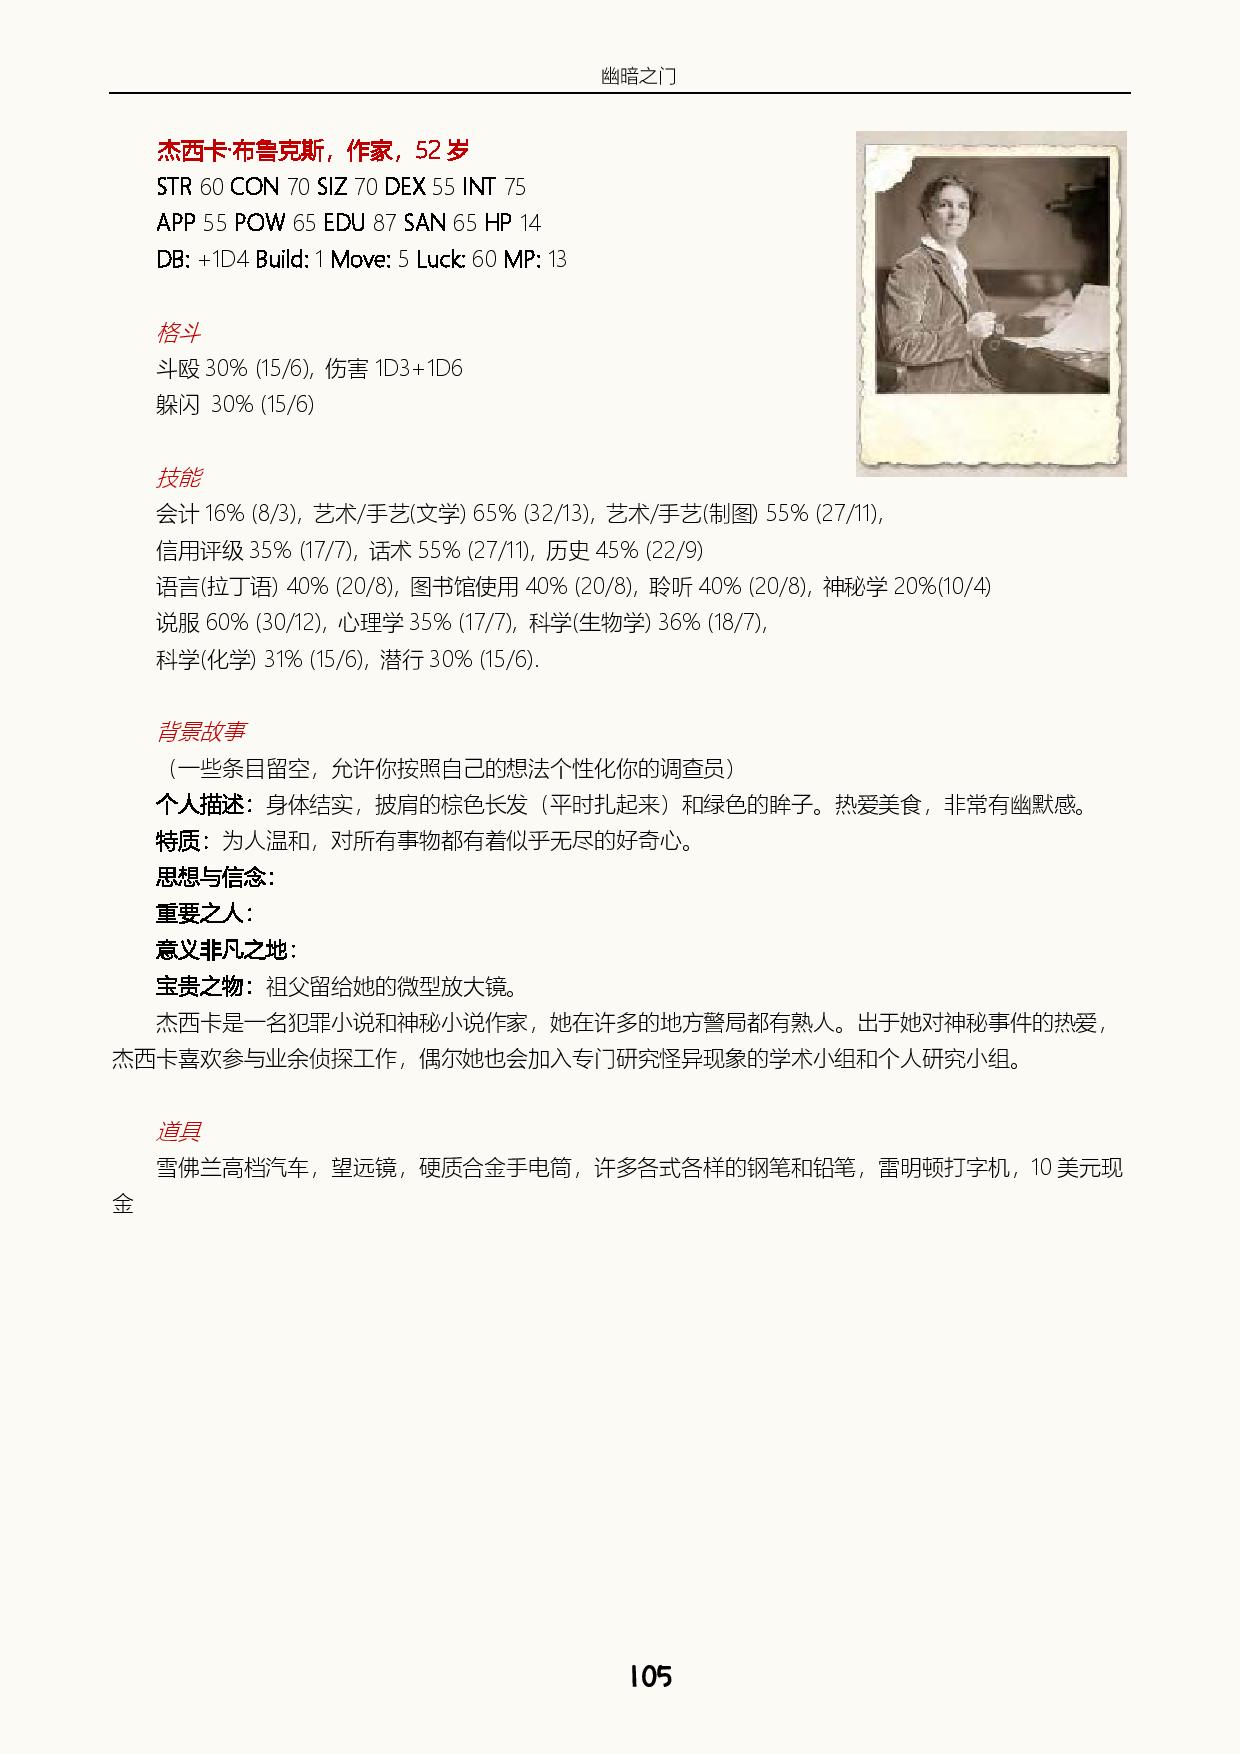 幽暗之门
杰西卡·布鲁克斯，作家，52 岁
STR 60 CON 70 SIZ 70 DEX 55 INT 75
APP 55 POW 65 EDU 87 SAN 65 HP 14
DB: +1D4 Build: 1 Move: 5 Luck: 60 MP: 13
格斗
斗殴 30% (15/6)，伤害 1D3+1D6
躲闪 30% (15/6)
技能
会计 16% (8/3)，艺术/手艺(文学) 65% (32/13)，艺术/手艺(制图) 55% (27/11)，
信用评级 35% (17/7)，话术 55% (27/11)，历史 45% (22/9)
语言(拉丁语) 40% (20/8)，图书馆使用 40% (20/8)，聆听 40% (20/8)，神秘学 20%(10/4)
说服 60% (30/12)，心理学 35% (17/7)，科学(生物学) 36% (18/7)，
科学(化学) 31% (15/6)，潜行 30% (15/6).
背景故事
（一些条目留空，允许你按照自己的想法个性化你的调查员）
个人描述：身体结实，披肩的棕色长发（平时扎起来）和绿色的眸子。热爱美食，非常有幽默感。
特质：为人温和，对所有事物都有着似乎无尽的好奇心。
思想与信念：
重要之人：
意义非凡之地：
宝贵之物：祖父留给她的微型放大镜。
杰西卡是一名犯罪小说和神秘小说作家，她在许多的地方警局都有熟人。出于她对神秘事件的热爱，
杰西卡喜欢参与业余侦探工作，偶尔她也会加入专门研究怪异现象的学术小组和个人研究小组。
道具
雪佛兰高档汽车，望远镜，硬质合金手电筒，许多各式各样的钢笔和铅笔，雷明顿打字机，10 美元现
金
105